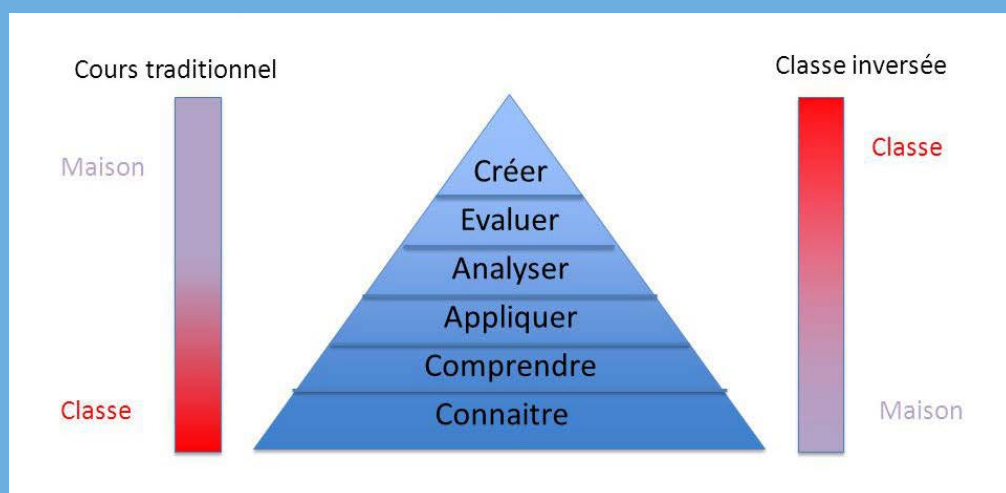 Cours traditionnel
Classe inversée
Maison
Classe
Créer
Evaluer
Analyser
Appliquer
Comprendre
Connaitre
Classe
Maison